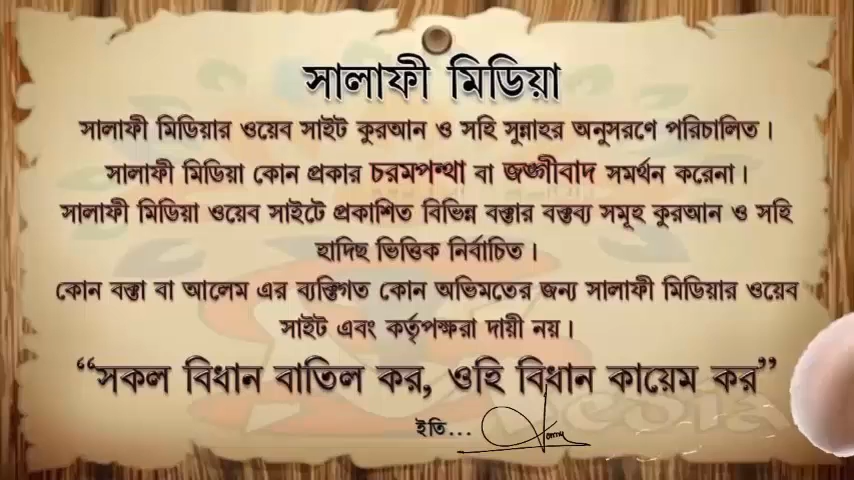 সালাফী মিডিয়া
সালাফী মিডিয়ার ওয়েব সাইট কুরআন ও সহি সুন্নাহর অনুসরণে পরিচালিত।
সালাফী মিডিয়া কোন প্রকার চরমপন্থা বা জঙ্গীবাদ সমর্থন করেনা।
সালাফী মিডিয়া ওয়েব সাইটে প্রকাশিত বিভিন্ন বক্তার বক্তব্য সমূহ কুরআন ও সহি
হাদিছ ভিত্তিক নির্বাচিত।
কোন বক্তা বা আলেম এর ব্যক্তিগত কোন অভিমতের জন্য সালাফী মিডিয়ার ওয়েব
সাইট এবং কর্তৃপক্ষরা দায়ী নয়।
“সকল বিধান বাতিল কর, ওহি বিধান কায়েম কর”
ইতি...